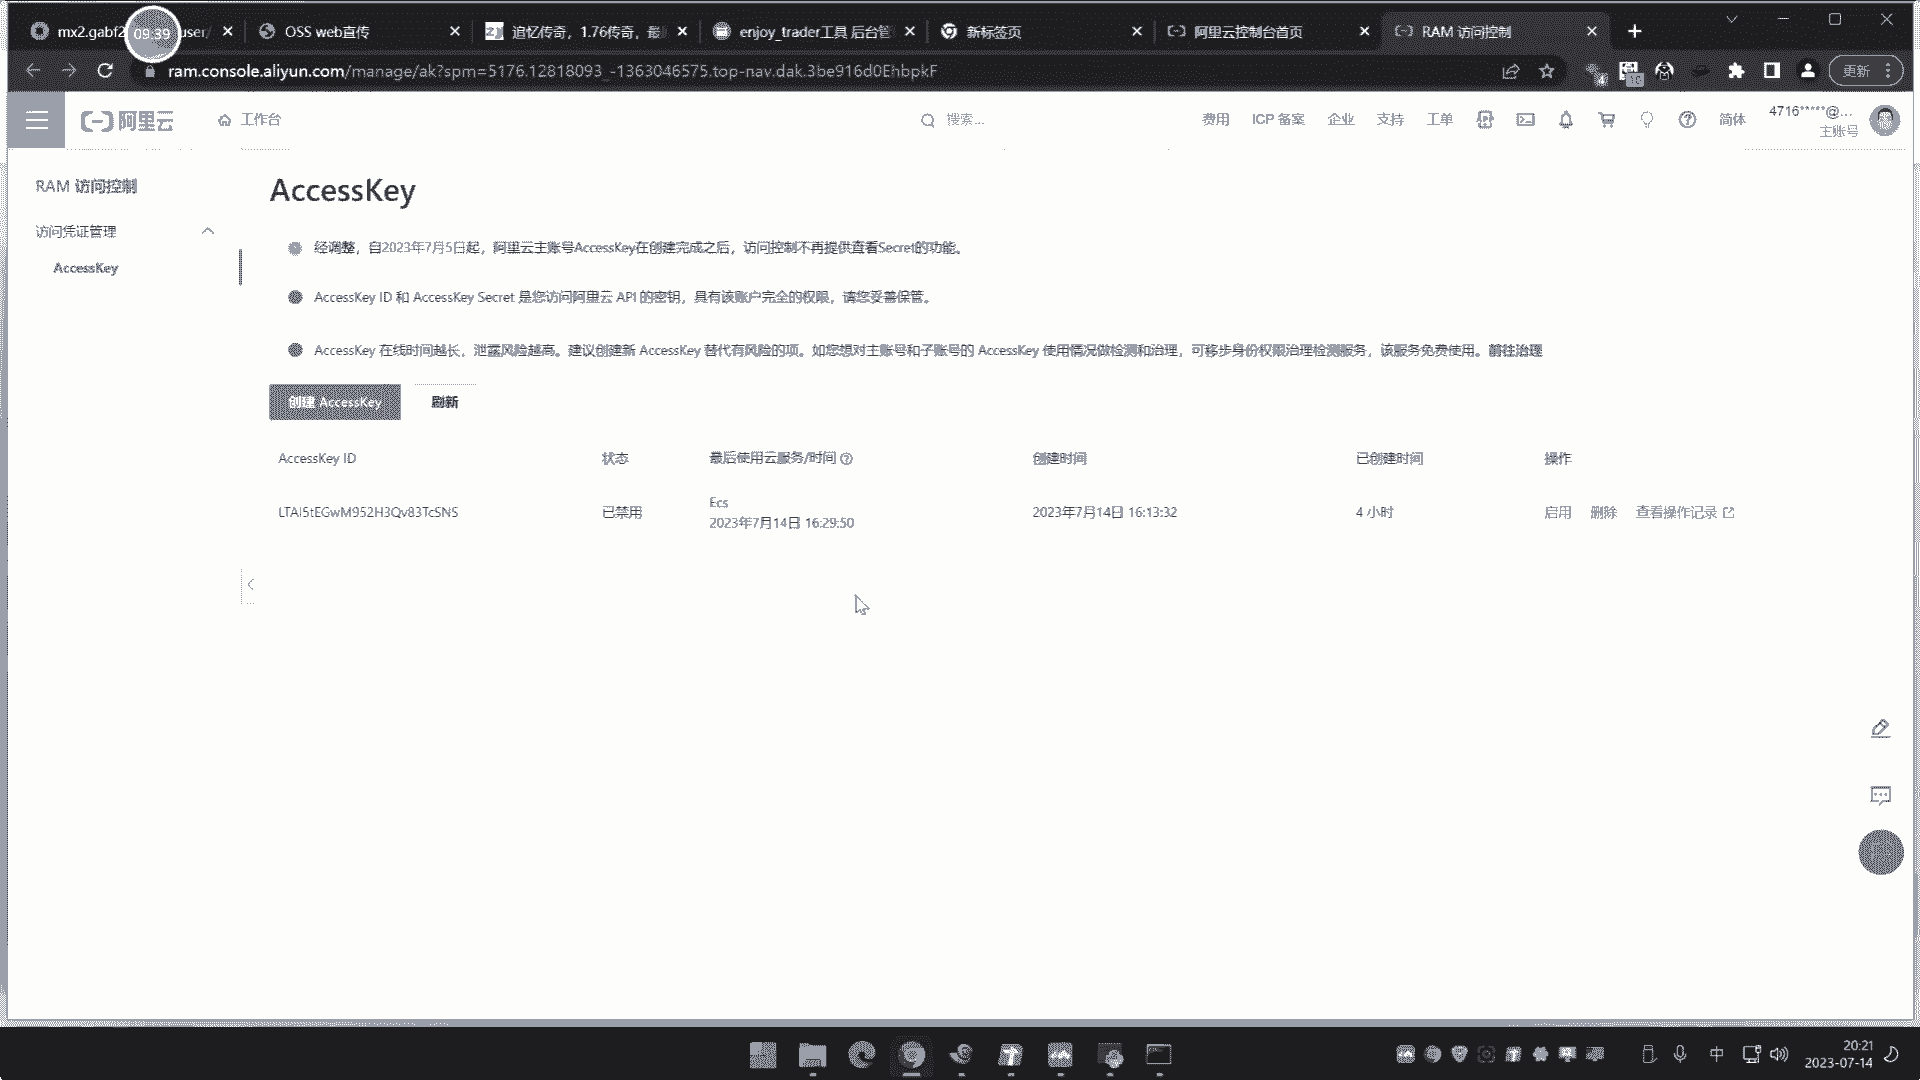 mx2.gabf2
user/
09:39
OSS web直传
追忆传奇，1.76传奇，最
enjoy_trader工具 后台管
新标签页
阿里云控制台首页
RAM 访问控制
ram.console.aliyun.com/manage/ak?spm=5176.12818093_-1363046575.top-nav.dak.3be916d0EhbpkF
更新
阿里云
工作台
搜索...
费用
ICP 备案
企业
支持
工单
简体
4716*****@...
主账号
RAM 访问控制
访问凭证管理
AccessKey
AccessKey
经调整，自2023年7月5日起，阿里云主账号AccessKey在创建完成之后，访问控制不再提供查看Secret的功能。
AccessKey ID 和 AccessKey Secret 是您访问阿里云 API 的密钥，具有该账户完全的权限，请您妥善保管。
AccessKey 在线时间越长，泄露风险越高。建议创建新 AccessKey 替代有风险的项。如您想对主账号和子账号的 AccessKey 使用情况做检测和治理，可移步身份权限治理检测服务，该服务免费使用。前往治理
创建 AccessKey
刷新
AccessKey ID
状态
最后使用云服务/时间
创建时间
已创建时间
操作
LTAI5tEGwM952H3Qv83TcSNS
已禁用
Ecs
2023年7月14日 16:29:50
2023年7月14日 16:13:32
4 小时
启用
删除
查看操作记录
中
20:21
2023-07-14